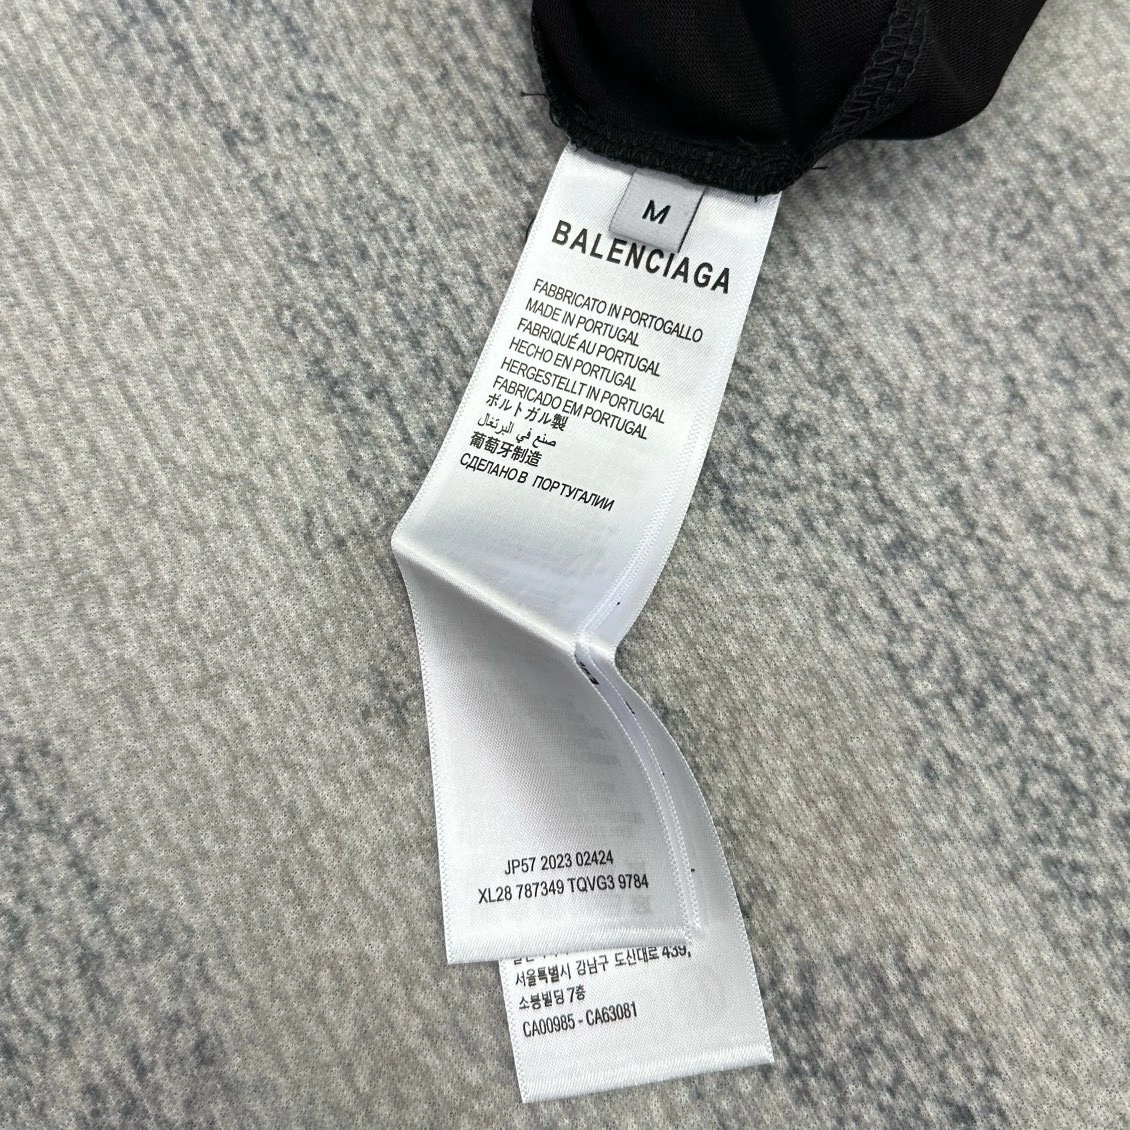 M
BALENCIAGA
FABBRICATO IN PORTOGALLO
MADE IN PORTUGAL
FABRIQUÉ AU PORTUGAL
HECHO EN PORTUGAL
HERGESTELLT IN PORTUGAL
FABRICADO EM PORTUGAL
ポルトガル製
صنع في البرتغال
葡萄牙制造
СДЕЛАНО В ПОРТУГАЛИИ
JP57 2023 02424
XL28 787349 TQVG3 9784
서울특별시 강남구 도산대로 439,
소봉빌딩 7층
CA00985 - CA63081